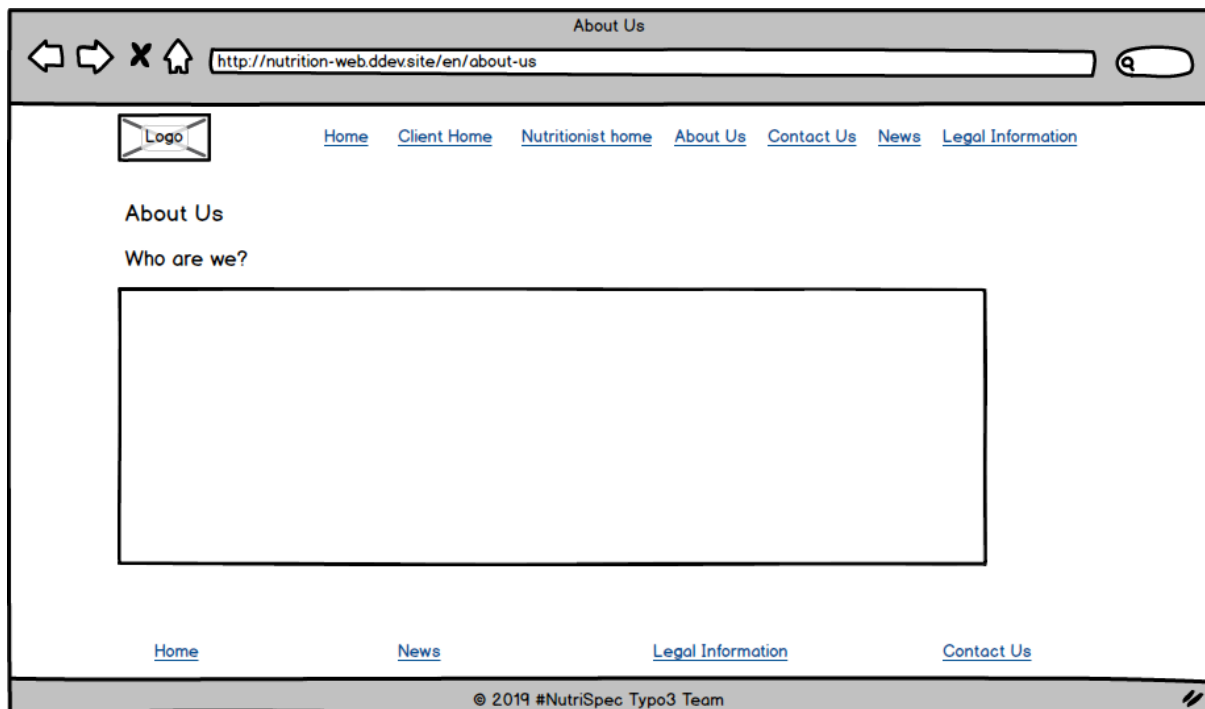 About Us
http://nutrition-web.ddev.site/en/about-us
Logo Home Client Home Nutritionist home About Us Contact Us News Legal Information
About Us
Who are we?
Home News Legal Information Contact Us
© 2019 #NutriSpec Typo3 Team